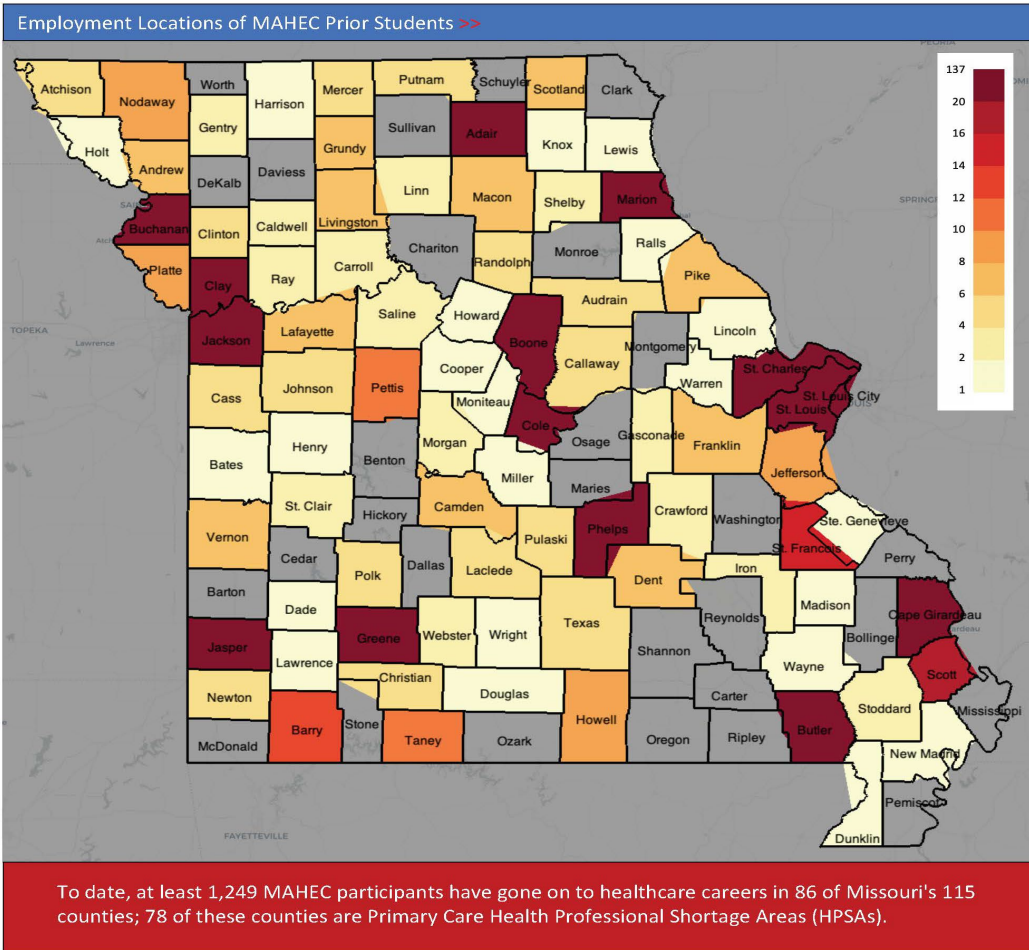 Employment Locations of MAHEC Prior Students >>
PEORIA
Atchison
Nodaway
Worth
Harrison
Mercer
Putnam
Schuyler
Scotland
Clark
137
20
16
14
12
10
8
6
4
2
1
Gentry
Sullivan
Adair
Knox
Lewis
Holt
Andrew
DeKalb
Daviess
Grundy
Linn
Macon
Shelby
Marion
Buchanan
Clinton
Caldwell
Livingston
Chariton
Randolph
Monroe
Ralls
Pike
Platte
Clay
Ray
Carroll
Saline
Howard
Boone
Audrain
Callaway
Montgomery
Lincoln
Warren
St. Charles
St. Louis City
St. Louis
TOPEKA
Lawrence
Jackson
Lafayette
Cass
Johnson
Pettis
Cooper
Moniteau
Cole
Osage
Gasconade
Franklin
Jefferson
Bates
Henry
Benton
Morgan
Miller
Maries
Phelps
Crawford
Washington
Ste. Genevieve
St. Francois
Perry
Vernon
St. Clair
Hickory
Camden
Pulaski
Dent
Iron
Madison
Cedar
Polk
Dallas
Laclede
Texas
Reynolds
Bollinger
Cape Girardeau
Barton
Dade
Greene
Webster
Wright
Shannon
Wayne
Scott
Jasper
Lawrence
Christian
Douglas
Howell
Carter
Stoddard
Mississippi
Newton
Barry
Stone
Taney
Ozark
Oregon
Ripley
Butler
New Madrid
McDonald
Pemiscot
Dunklin
FAYETTEVILLE
To date, at least 1,249 MAHEC participants have gone on to healthcare careers in 86 of Missouri's 115
counties; 78 of these counties are Primary Care Health Professional Shortage Areas (HPSAs).